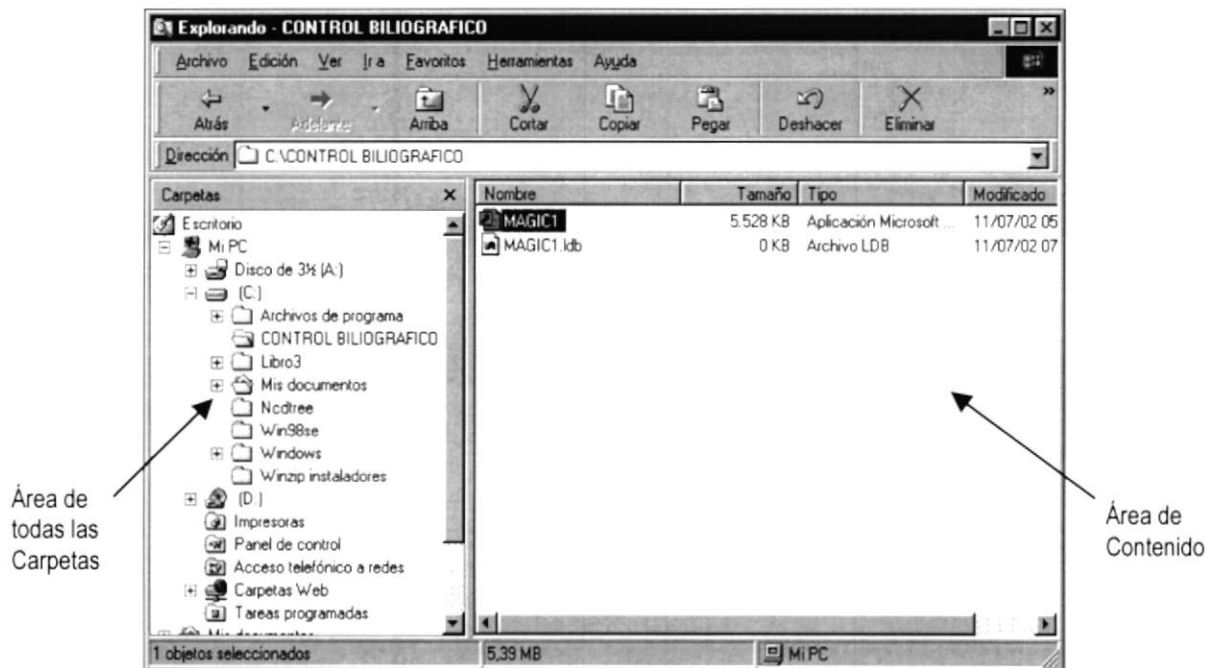 Explorando - CONTROL BILIOGRAFICO
Archivo Edición Ver Ir a Favoritos Herramientas Ayuda
Atrás Adelante Arriba Cortar Copiar Pegar Deshacer Eliminar »
Dirección C:\CONTROL BILIOGRAFICO
Carpetas
Escritorio
Mi PC
Disco de 3½ (A:)
(C:)
Archivos de programa
CONTROL BILIOGRAFICO
Libro3
Mis documentos
Ncdtree
Win98se
Windows
Winzip instaladores
(D:)
Impresoras
Panel de control
Acceso telefónico a redes
Carpetas Web
Tareas programadas
Mis documentos
Nombre Tamaño Tipo Modificado
MAGIC1 5.528 KB Aplicación Microsoft ... 11/07/02 05
MAGIC1.ldb 0 KB Archivo LDB 11/07/02 07
1 objetos seleccionados 5,39 MB Mi PC
Área de
todas las
Carpetas
Área de
Contenido